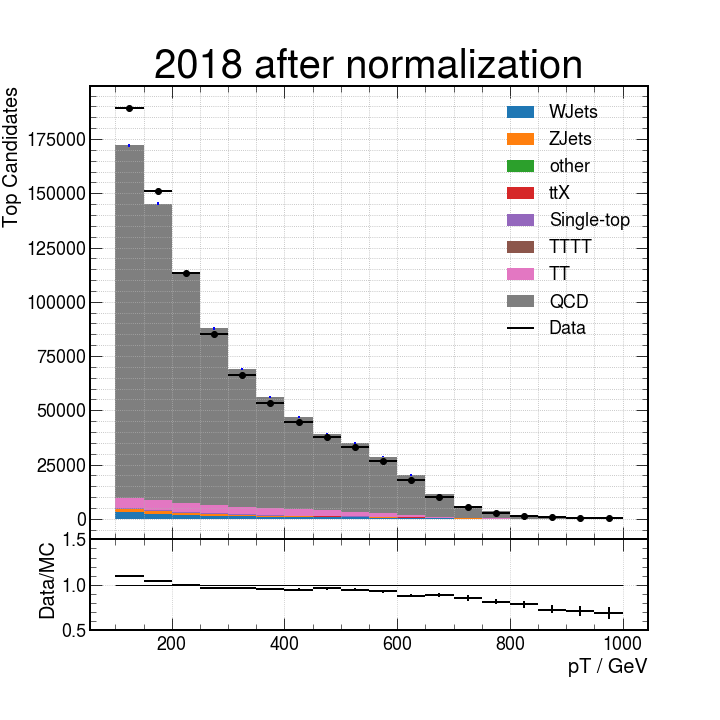 2018 after normalization
Top Candidates
175000
150000
125000
100000
75000
50000
25000
0
WJets
ZJets
other
ttX
Single-top
TTTT
TT
QCD
Data
Data/MC
1.5
1.0
0.5
200
400
600
800
1000
pT / GeV